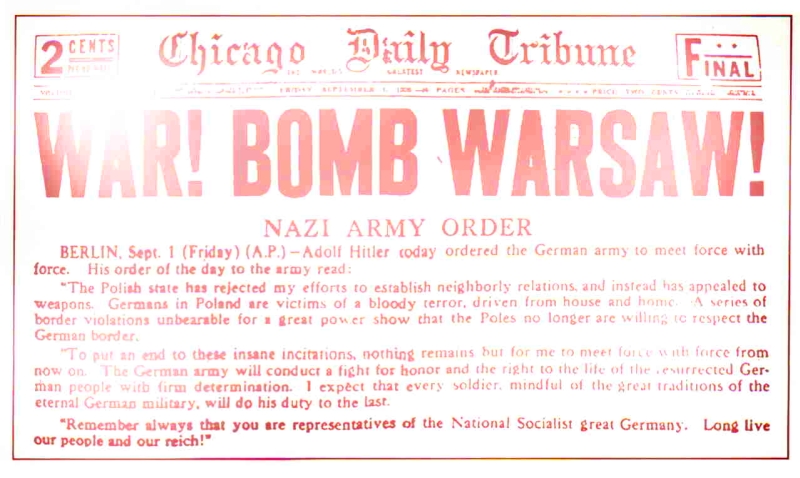 2 CENTS
Chicago Daily Tribune
FINAL
THE WORLD'S GREATEST NEWSPAPER
FRIDAY, SEPTEMBER 1, 1939 PAGES PRICE TWO CENTS
WAR! BOMB WARSAW!
NAZI ARMY ORDER
BERLIN, Sept. 1 (Friday) (A.P.)—Adolf Hitler today ordered the German army to meet force with
force. His order of the day to the army read:
"The Polish state has rejected my efforts to establish neighborly relations, and instead has appealed to
weapons. Germans in Poland are victims of a bloody terror, driven from house and home. A series of
border violations unbearable for a great power show that the Poles no longer are willing to respect the
German border.
"To put an end to these insane incitations, nothing remains but for me to meet force with force from
now on. The German army will conduct a fight for honor and the right to the life of the resurrected Ger-
man people with firm determination. I expect that every soldier, mindful of the great traditions of the
eternal German military, will do his duty to the last.
"Remember always that you are representatives of the National Socialist great Germany. Long live
our people and our reich!"